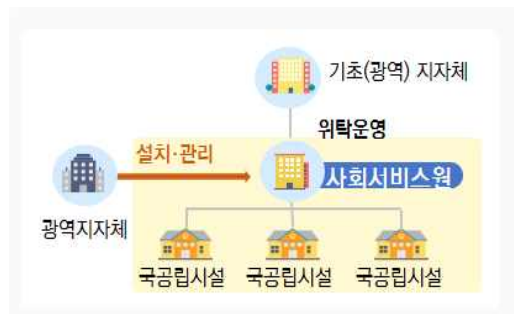 기초(광역) 지자체
위탁운영
설치·관리
사회서비스원
광역지자체
국공립시설 국공립시설 국공립시설